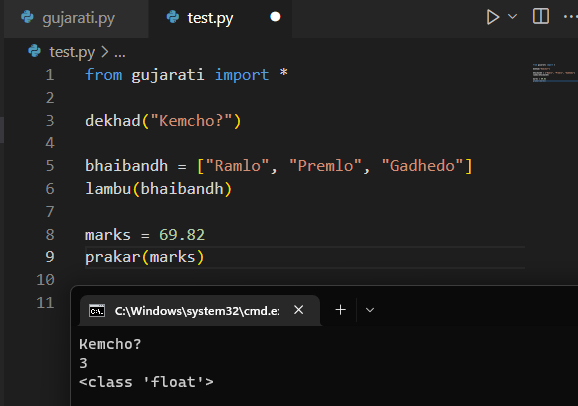 gujarati.py
test.py
test.py > ...
1 from gujarati import *
2
3 dekhad("Kemcho?")
4
5 bhaibandh = ["Ramlo", "Premlo", "Gadhedo"]
6 lambu(bhaibandh)
7
8 marks = 69.82
9 prakar(marks)
10
11
C:\Windows\system32\cmd.e
Kemcho?
3
<class 'float'>